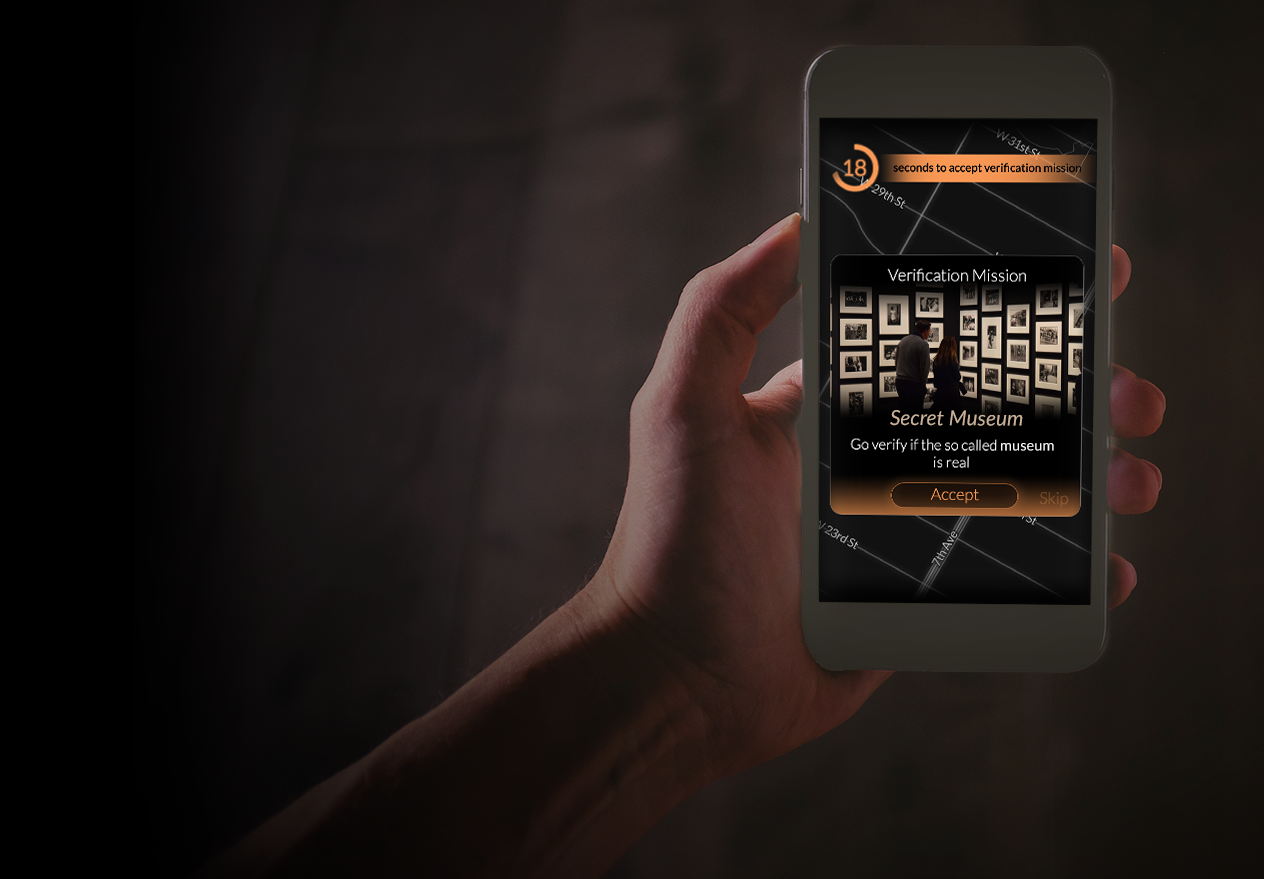 W 31st St
18
seconds to accept verification mission
W 29th St
Verification Mission
Secret Museum
Go verify if the so called museum
is real
Accept
Skip
St
W 23rd St
7th Ave